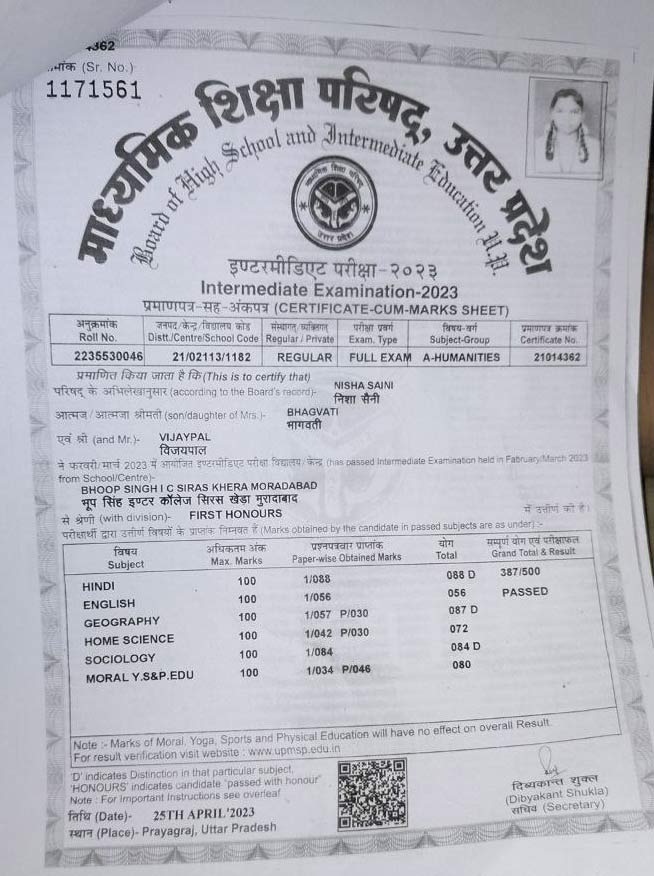 4362
मांक (Sr. No.)
1171561
माध्यमिक शिक्षा परिषद्, उत्तर प्रदेश
Board of High School and Intermediate Education U.P.
माध्यमिक शिक्षा परिषद्
उत्तर प्रदेश
इण्टरमीडिएट परीक्षा-२०२३
Intermediate Examination-2023
प्रमाणपत्र-सह-अंकपत्र (CERTIFICATE-CUM-MARKS SHEET)
अनुक्रमांक जनपद/केन्द्र/विद्यालय कोड संस्थागत/व्यक्तिगत परीक्षा प्रवर्ग विषय-वर्ग प्रमाणपत्र क्रमांक
Roll No. Distt./Centre/School Code Regular / Private Exam. Type Subject-Group Certificate No.
2235530046 21/02113/1182 REGULAR FULL EXAM A-HUMANITIES 21014362
प्रमाणित किया जाता है कि(This is to certify that)
परिषद् के अभिलेखानुसार (according to the Board's record)- NISHA SAINI
निशा सैनी
आत्मज/आत्मजा श्रीमती (son/daughter of Mrs.)- BHAGVATI
भागवती
एवं श्री (and Mr.)- VIJAYPAL
विजयपाल
ने फरवरी/मार्च 2023 में आयोजित इण्टरमीडिएट परीक्षा विद्यालय/केन्द्र (has passed Intermediate Examination held in Fabruary/March 2023
from School/Centre)-
BHOOP SINGH I C SIRAS KHERA MORADABAD
भूप सिंह इण्टर कॉलेज सिरस खेड़ा मुरादाबाद
से श्रेणी (with division)- FIRST HONOURS में उत्तीर्ण की है।
परीक्षार्थी द्वारा उत्तीर्ण विषयों के प्राप्तांक निम्नवत हैं (Marks obtained by the candidate in passed subjects are as under) :-
विषय अधिकतम अंक प्रश्नपत्रवार प्राप्तांक योग सम्पूर्ण योग एवं परीक्षाफल
Subject Max. Marks Paper-wise Obtained Marks Total Grand Total & Result
HINDI 100 1/088 088 D 387/500
ENGLISH 100 1/056 056 PASSED
GEOGRAPHY 100 1/057 P/030 087 D
HOME SCIENCE 100 1/042 P/030 072
SOCIOLOGY 100 1/084 084 D
MORAL Y.S&P.EDU 100 1/034 P/046 080
Note :- Marks of Moral, Yoga, Sports and Physical Education will have no effect on overall Result.
For result verification visit website : www.upmsp.edu.in
'D' indicates Distinction in that particular subject.
'HONOURS' indicates candidate 'passed with honour'
Note : For Important Instructions see overleaf
तिथि (Date)- 25TH APRIL'2023
स्थान (Place)- Prayagraj, Uttar Pradesh
दिब्यकान्त शुक्ल
(Dibyakant Shukla)
सचिव (Secretary)